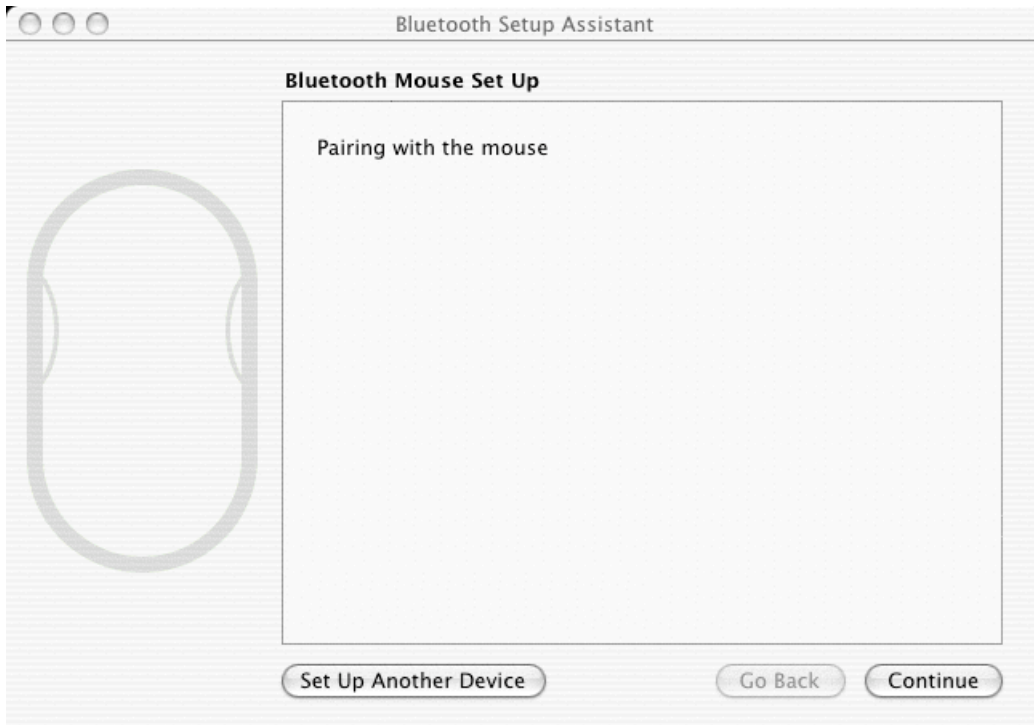 Bluetooth Setup Assistant
Bluetooth Mouse Set Up
Pairing with the mouse
Set Up Another Device
Go Back
Continue